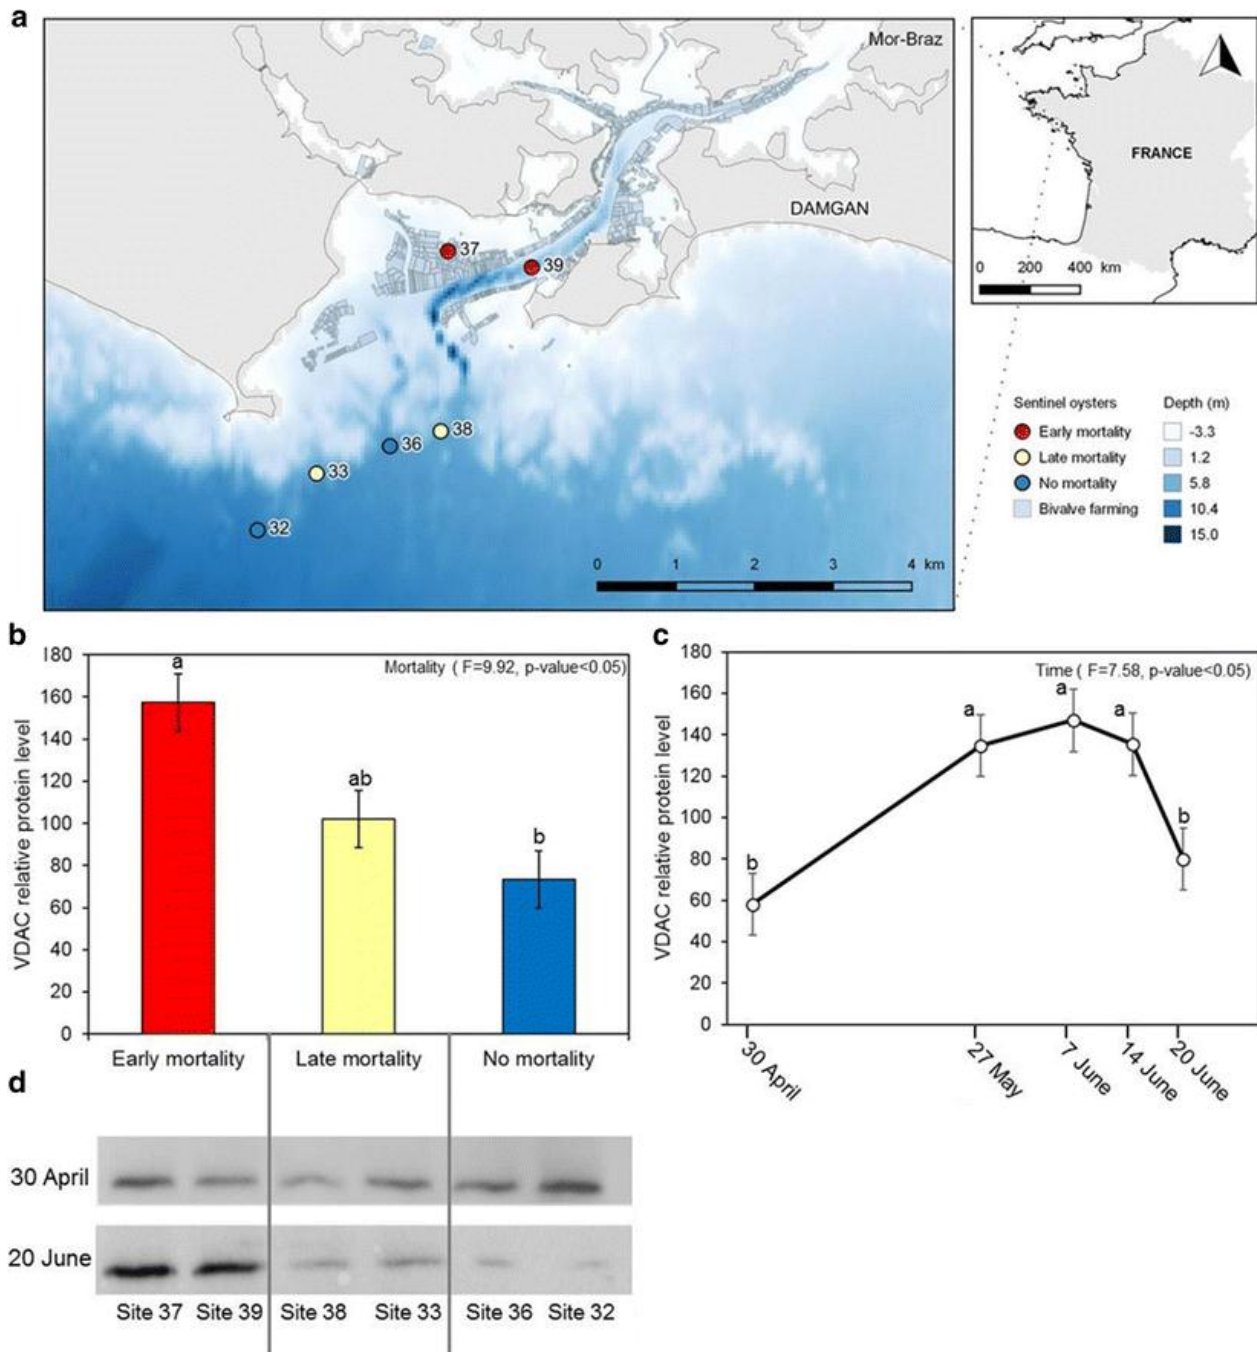 a
Mor-Braz
DAMGAN
37
39
38
36
33
32
0 1 2 3 4 km
FRANCE
0 200 400 km
Sentinel oysters
Early mortality
Late mortality
No mortality
Bivalve farming
Depth (m)
-3.3
1.2
5.8
10.4
15.0
b
Mortality ( F=9.92, p-value<0.05)
VDAC relative protein level
180
160
140
120
100
80
60
40
20
0
a
ab
b
Early mortality
Late mortality
No mortality
c
Time ( F=7.58, p-value<0.05)
VDAC relative protein level
180
160
140
120
100
80
60
40
20
0
b
a
a
a
b
30 April
27 May
7 June
14 June
20 June
d
30 April
20 June
Site 37 Site 39 Site 38 Site 33 Site 36 Site 32